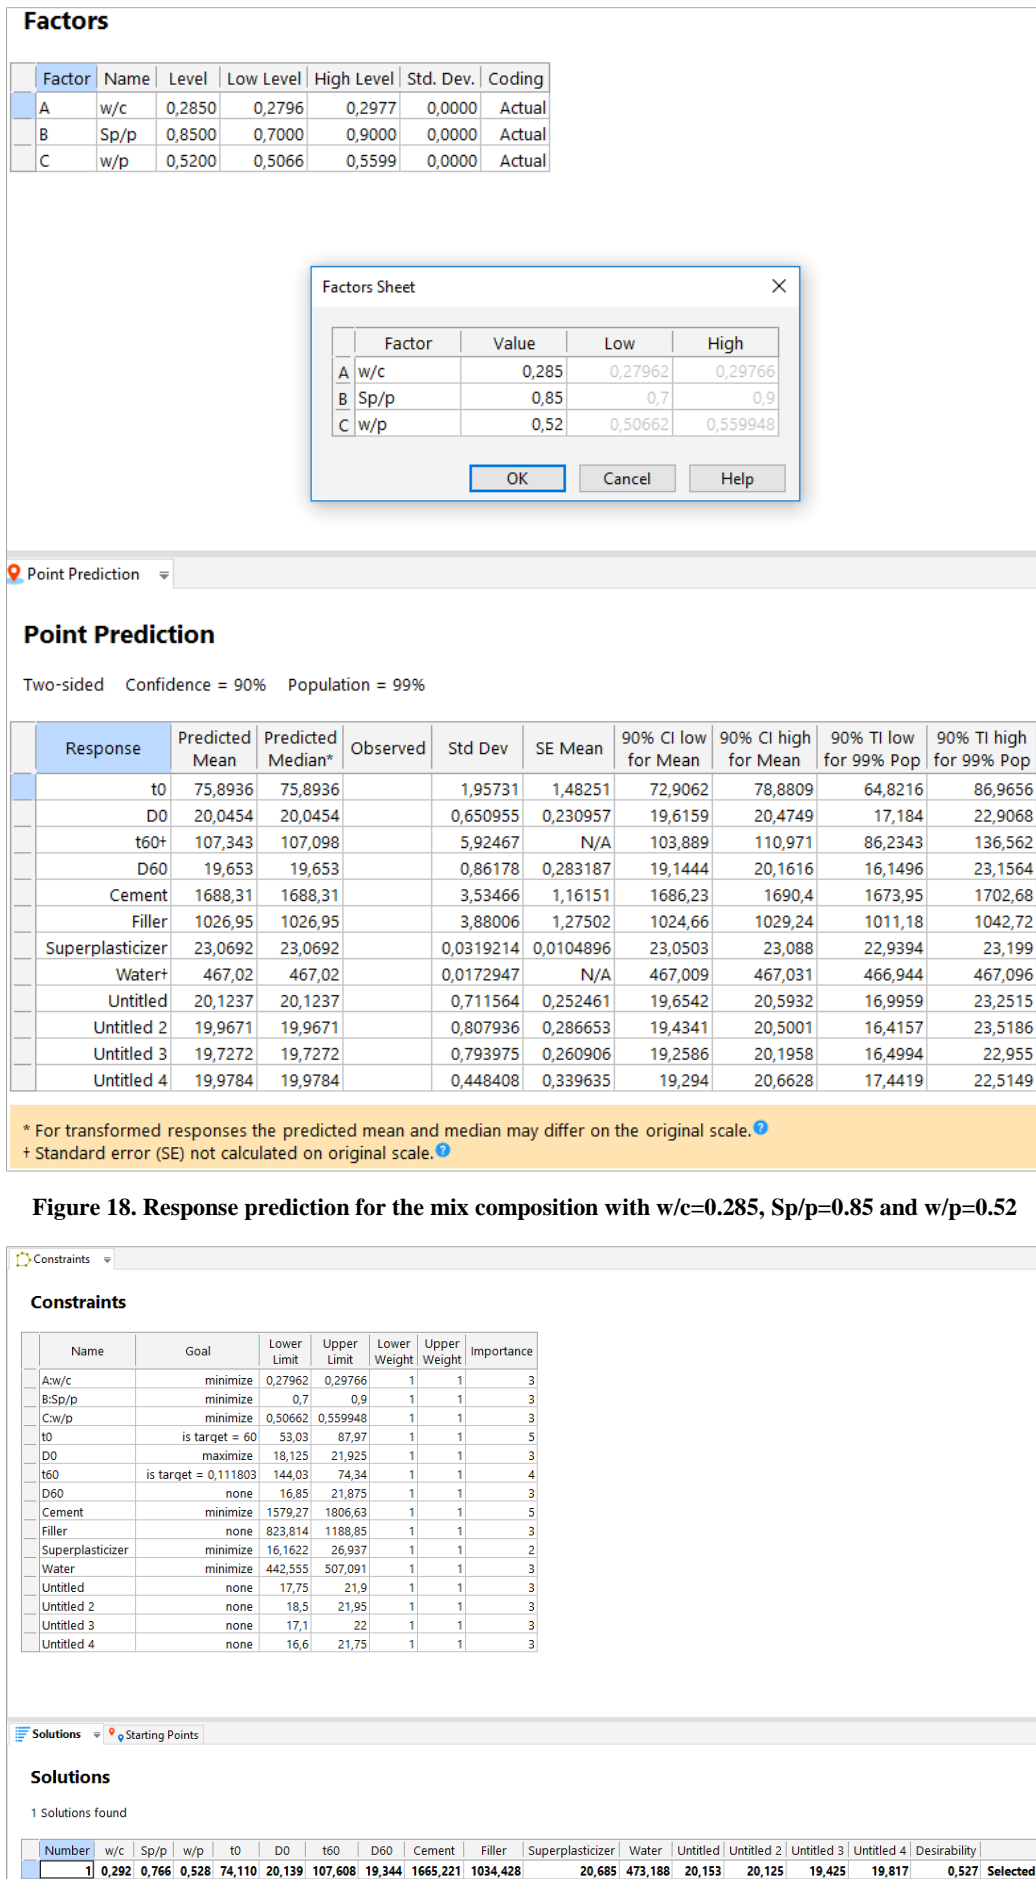 Factors
Factor Name Level Low Level High Level Std. Dev. Coding
A w/c 0,2850 0,2796 0,2977 0,0000 Actual
B Sp/p 0,8500 0,7000 0,9000 0,0000 Actual
C w/p 0,5200 0,5066 0,5599 0,0000 Actual
Factors Sheet
Factor Value Low High
A w/c 0,285 0,27962 0,29766
B Sp/p 0,85 0,7 0,9
C w/p 0,52 0,50662 0,559948
OK Cancel Help
Point Prediction
Point Prediction
Two-sided Confidence = 90% Population = 99%
Response Predicted Mean Predicted Median* Observed Std Dev SE Mean 90% CI low for Mean 90% CI high for Mean 90% TI low for 99% Pop 90% TI high for 99% Pop
t0 75,8936 75,8936 1,95731 1,48251 72,9062 78,8809 64,8216 86,9656
D0 20,0454 20,0454 0,650955 0,230957 19,6159 20,4749 17,184 22,9068
t60+ 107,343 107,098 5,92467 N/A 103,889 110,971 86,2343 136,562
D60 19,653 19,653 0,86178 0,283187 19,1444 20,1616 16,1496 23,1564
Cement 1688,31 1688,31 3,53466 1,16151 1686,23 1690,4 1673,95 1702,68
Filler 1026,95 1026,95 3,88006 1,27502 1024,66 1029,24 1011,18 1042,72
Superplasticizer 23,0692 23,0692 0,0319214 0,0104896 23,0503 23,088 22,9394 23,199
Water+ 467,02 467,02 0,0172947 N/A 467,009 467,031 466,944 467,096
Untitled 20,1237 20,1237 0,711564 0,252461 19,6542 20,5932 16,9959 23,2515
Untitled 2 19,9671 19,9671 0,807936 0,286653 19,4341 20,5001 16,4157 23,5186
Untitled 3 19,7272 19,7272 0,793975 0,260906 19,2586 20,1958 16,4994 22,955
Untitled 4 19,9784 19,9784 0,448408 0,339635 19,294 20,6628 17,4419 22,5149
* For transformed responses the predicted mean and median may differ on the original scale.
+ Standard error (SE) not calculated on original scale.
Figure 18. Response prediction for the mix composition with w/c=0.285, Sp/p=0.85 and w/p=0.52
Constraints
Constraints
Name Goal Lower Limit Upper Limit Lower Weight Upper Weight Importance
A:w/c minimize 0,27962 0,29766 1 1 3
B:Sp/p minimize 0,7 0,9 1 1 3
C:w/p minimize 0,50662 0,559948 1 1 3
t0 is target = 60 53,03 87,97 1 1 5
D0 maximize 18,125 21,925 1 1 3
t60 is target = 0,111803 144,03 74,34 1 1 4
D60 none 16,85 21,875 1 1 3
Cement minimize 1579,27 1806,63 1 1 5
Filler none 823,814 1188,85 1 1 3
Superplasticizer minimize 16,1622 26,937 1 1 2
Water minimize 442,555 507,091 1 1 3
Untitled none 17,75 21,9 1 1 3
Untitled 2 none 18,5 21,95 1 1 3
Untitled 3 none 17,1 22 1 1 3
Untitled 4 none 16,6 21,75 1 1 3
Solutions Starting Points
Solutions
1 Solutions found
Number w/c Sp/p w/p t0 D0 t60 D60 Cement Filler Superplasticizer Water Untitled Untitled 2 Untitled 3 Untitled 4 Desirability
1 0,292 0,766 0,528 74,110 20,139 107,608 19,344 1665,221 1034,428 20,685 473,188 20,153 20,125 19,425 19,817 0,527 Selected